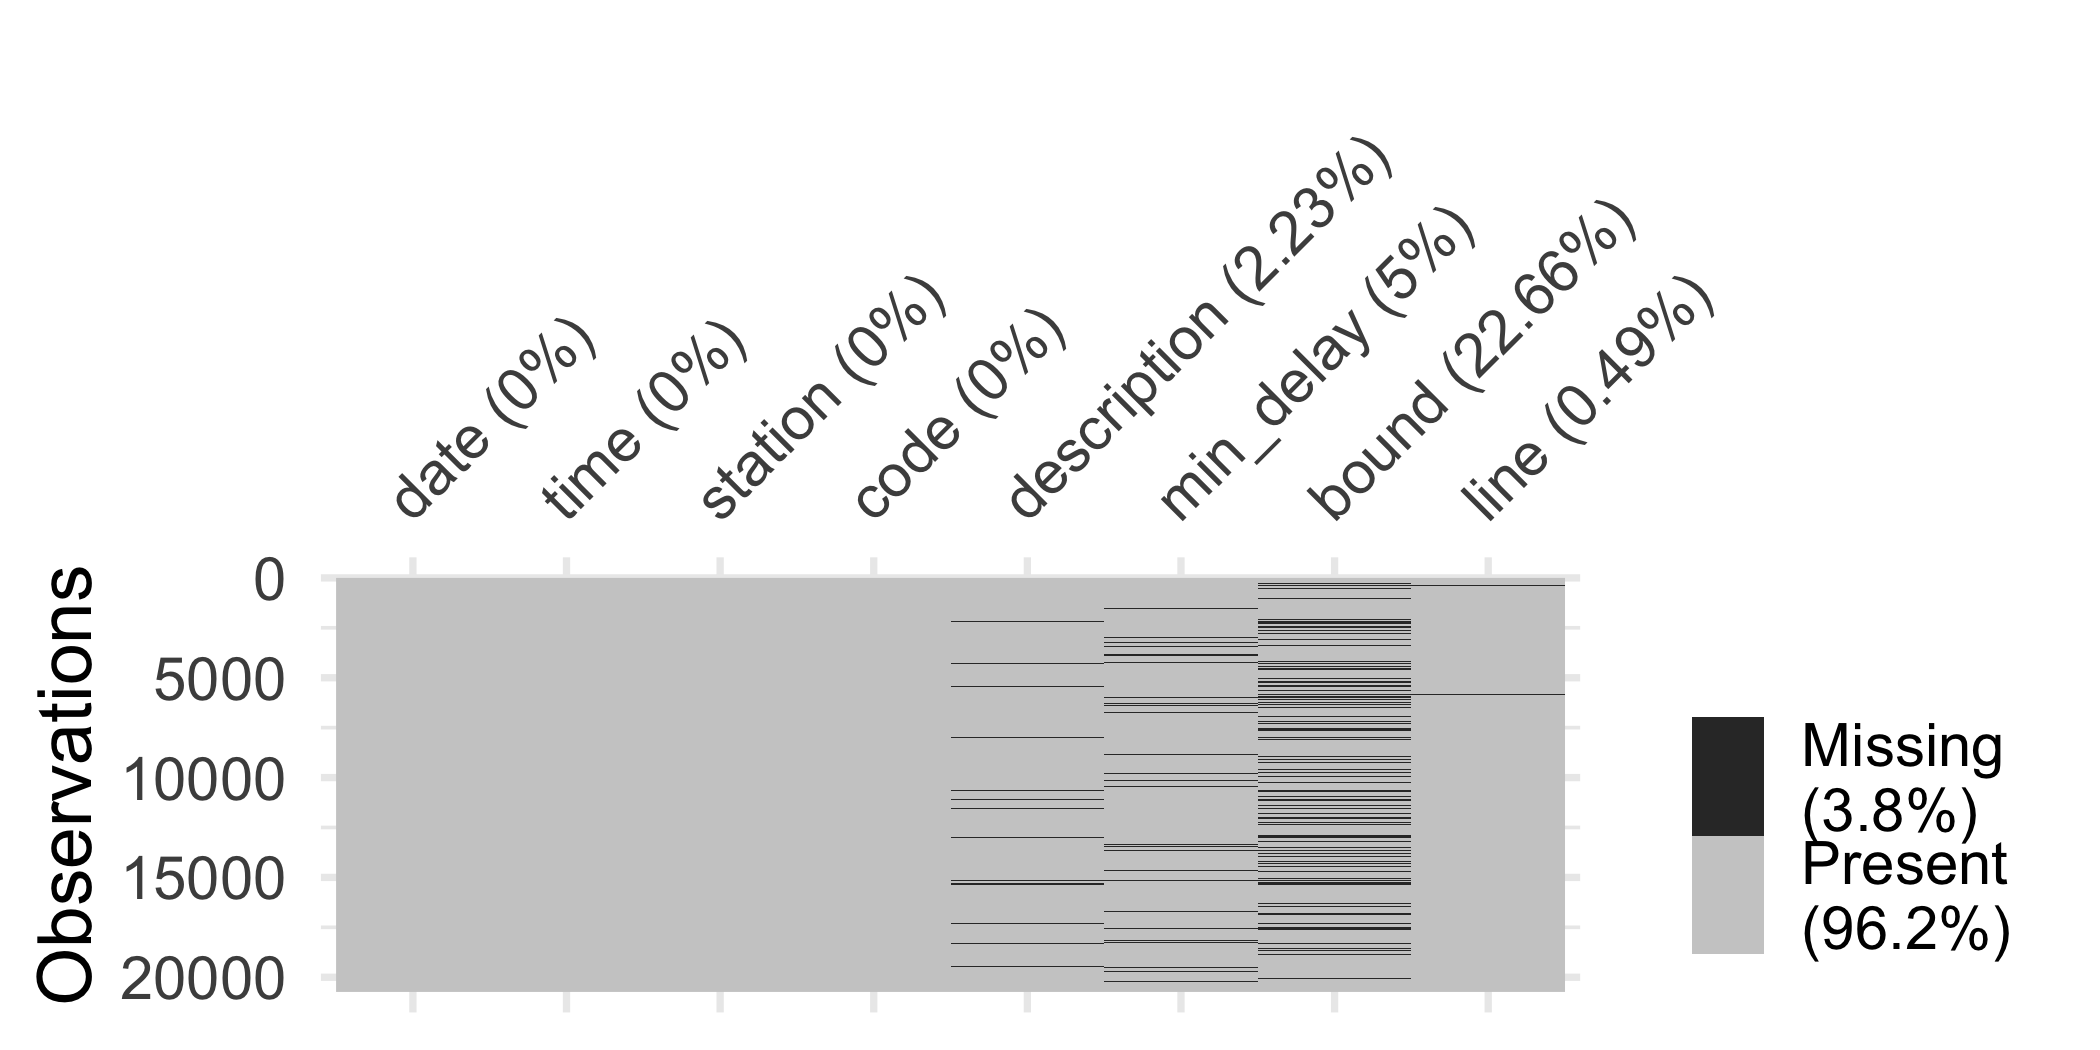 date (0%)
time (0%)
station (0%)
code (0%)
description (2.23%)
min_delay (5%)
bound (22.66%)
line (0.49%)
Observations
0
5000
10000
15000
20000
Missing
(3.8%)
Present
(96.2%)